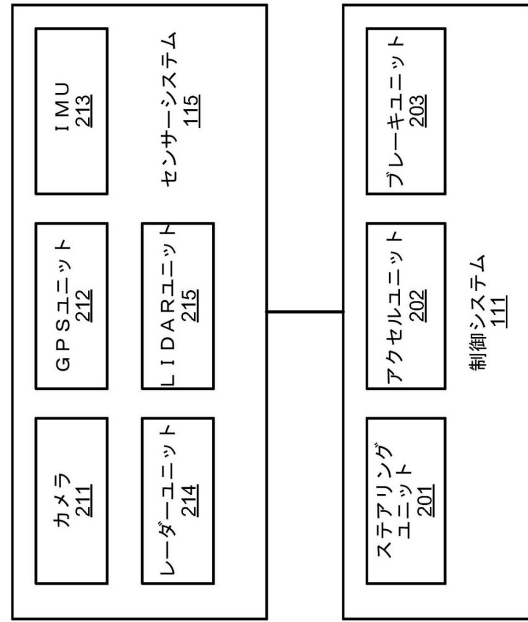 カメラ
211
GPSユニット
212
IMU
213
レーダーユニット
214
LIDARユニット
215
センサーシステム
115
ステアリング
ユニット
201
アクセルユニット
202
ブレーキユニット
203
制御システム
111